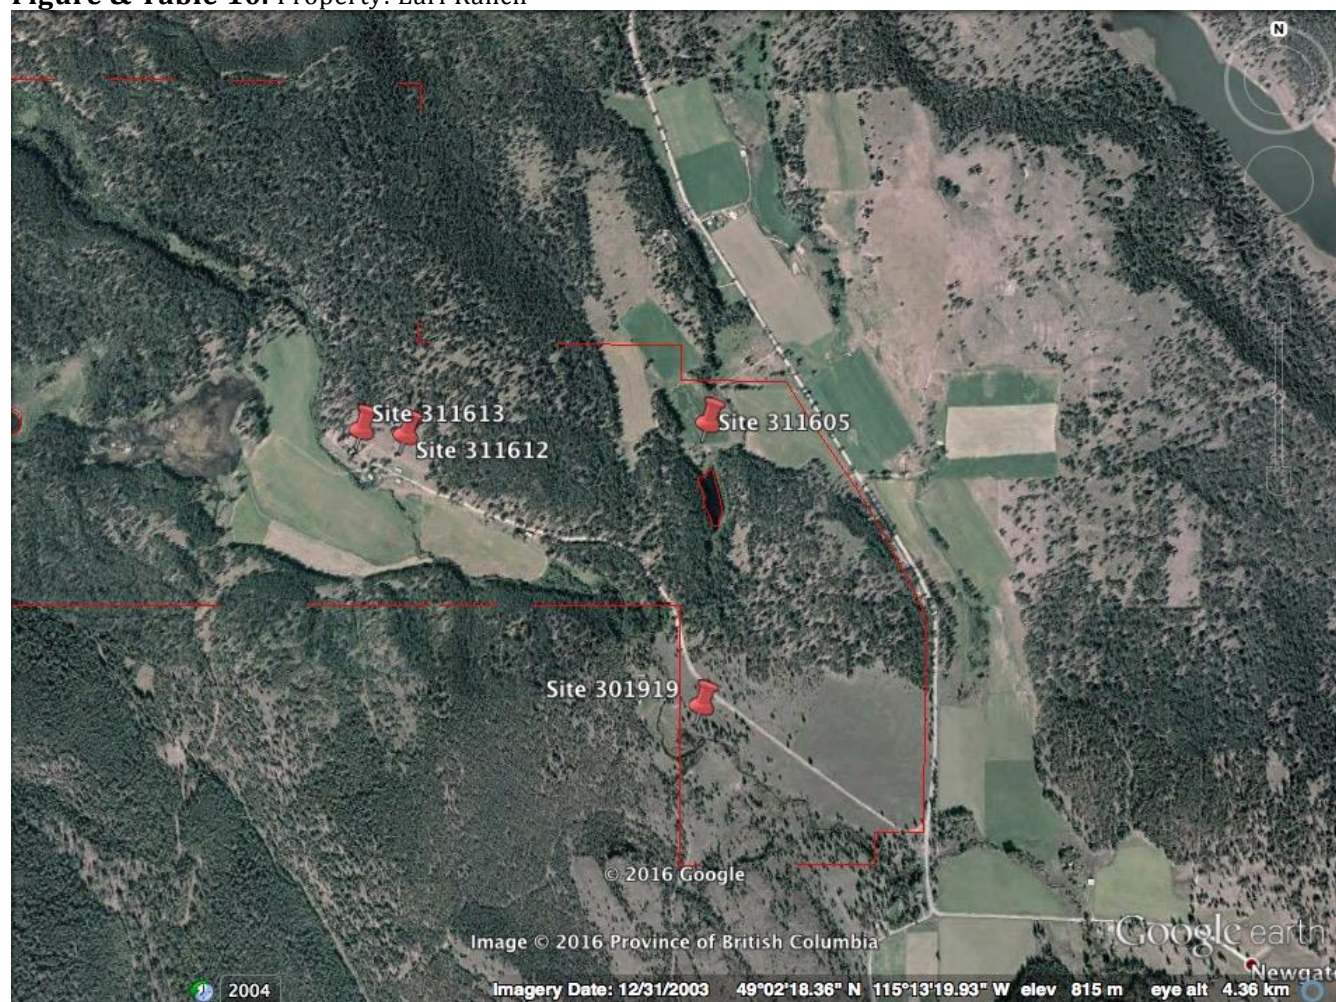 Figure & Table 16. Property: Earl Ranch
N
Site 311613
Site 311605
Site 311612
Site 301919
© 2016 Google
Image © 2016 Province of British Columbia
Google earth
Newgate
2004
Imagery Date: 12/31/2003 49°02'18.36" N 115°13'19.93" W elev 815 m eye alt 4.36 km